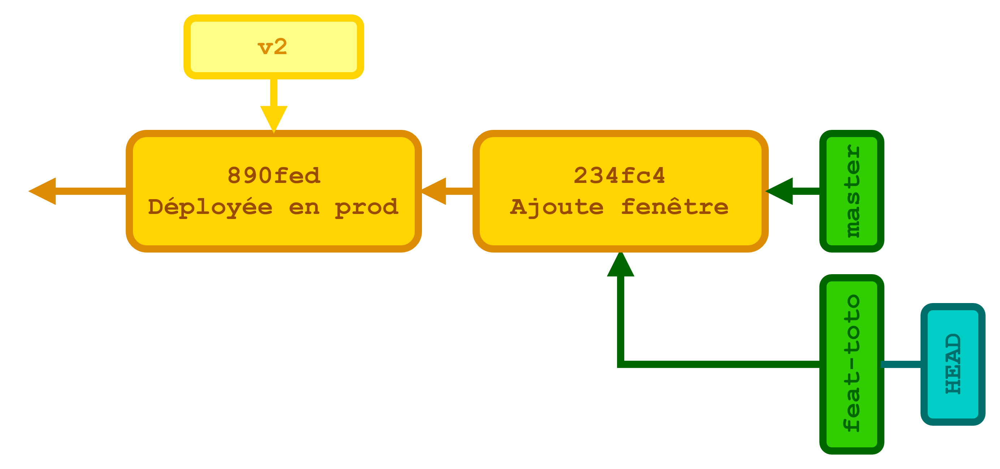 v2
890fed
Déployée en prod
234fc4
Ajoute fenêtre
master
feat-toto
HEAD